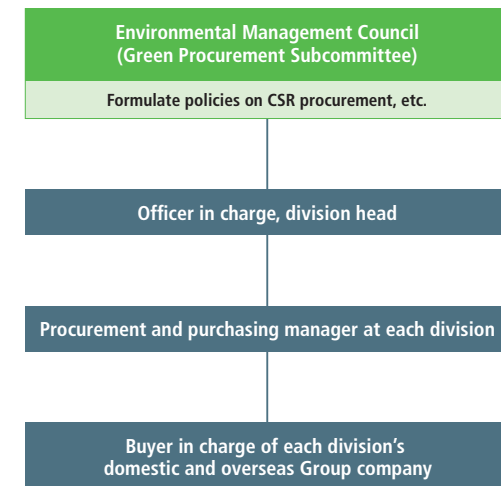 Environmental Management Council
(Green Procurement Subcommittee)
Formulate policies on CSR procurement, etc.
Officer in charge, division head
Procurement and purchasing manager at each division
Buyer in charge of each division's
domestic and overseas Group company